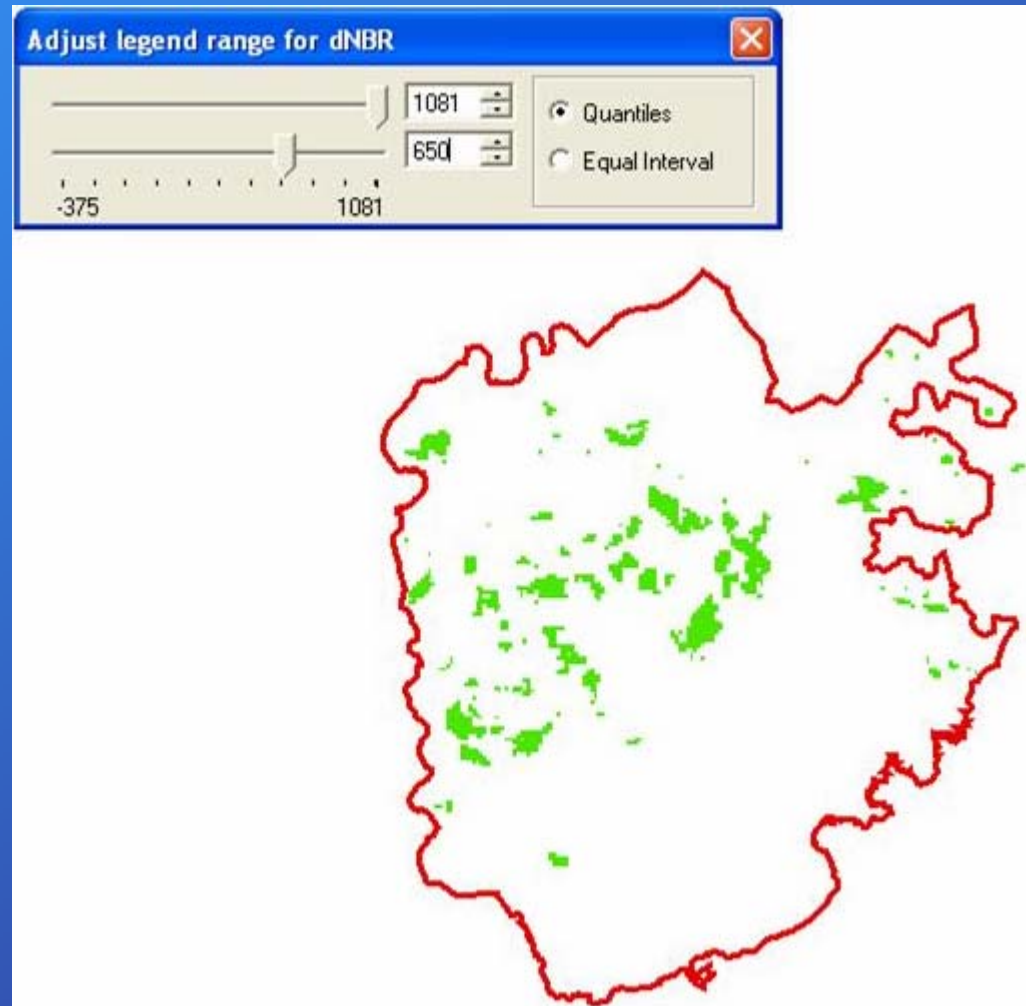 Adjust legend range for dNBR
1081
Quantiles
650
Equal Interval
-375 1081